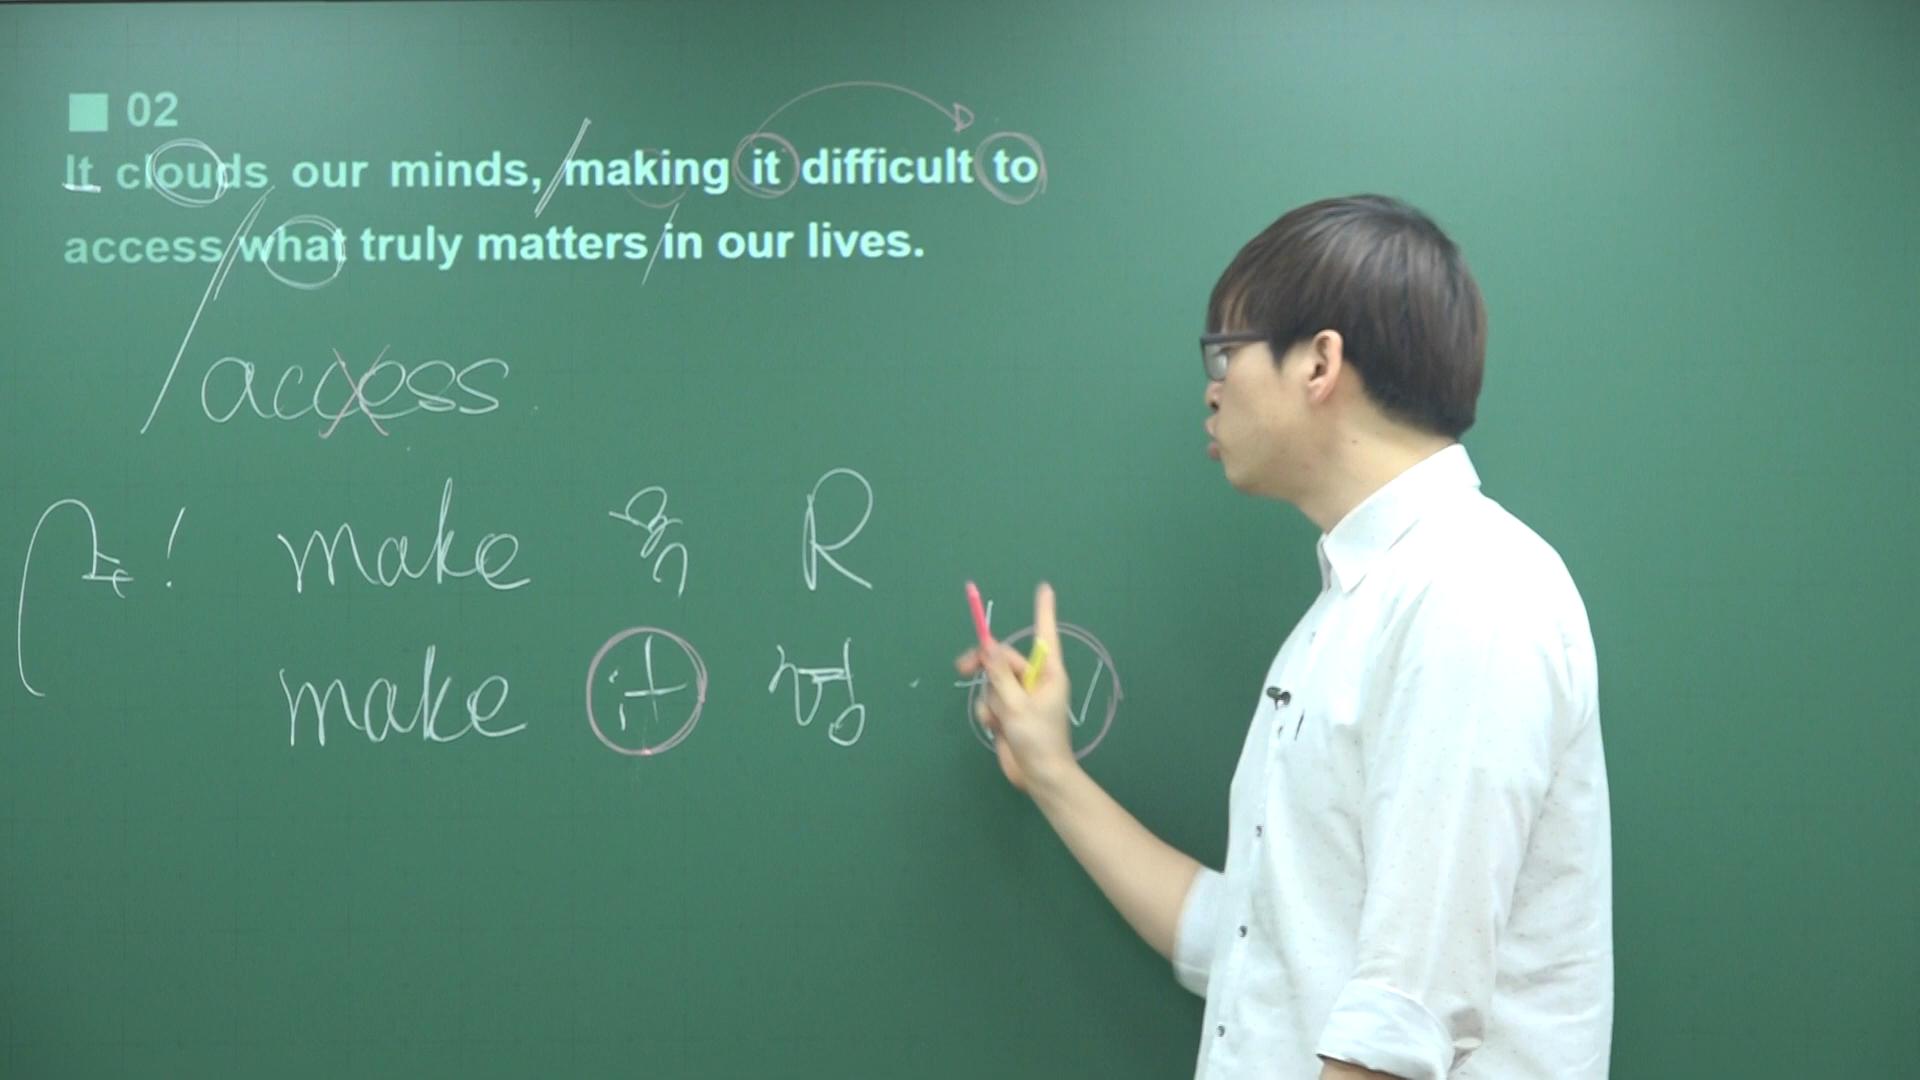 ■ 02
It clouds our minds, making it difficult to
access what truly matters in our lives.
access
! make 목 R
make it 형 V